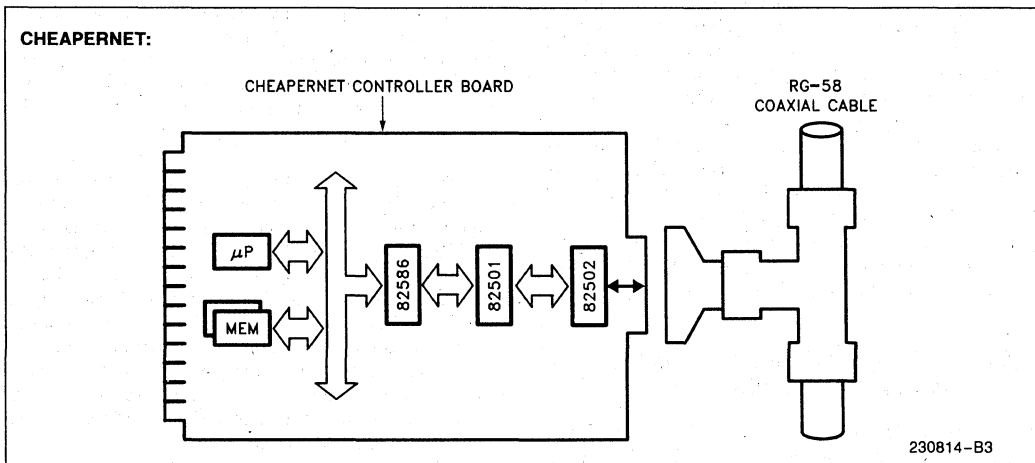 CHEAPERNET:
CHEAPERNET CONTROLLER BOARD
RG-58
COAXIAL CABLE
μP
MEM
82586
82501
82502
230814-B3